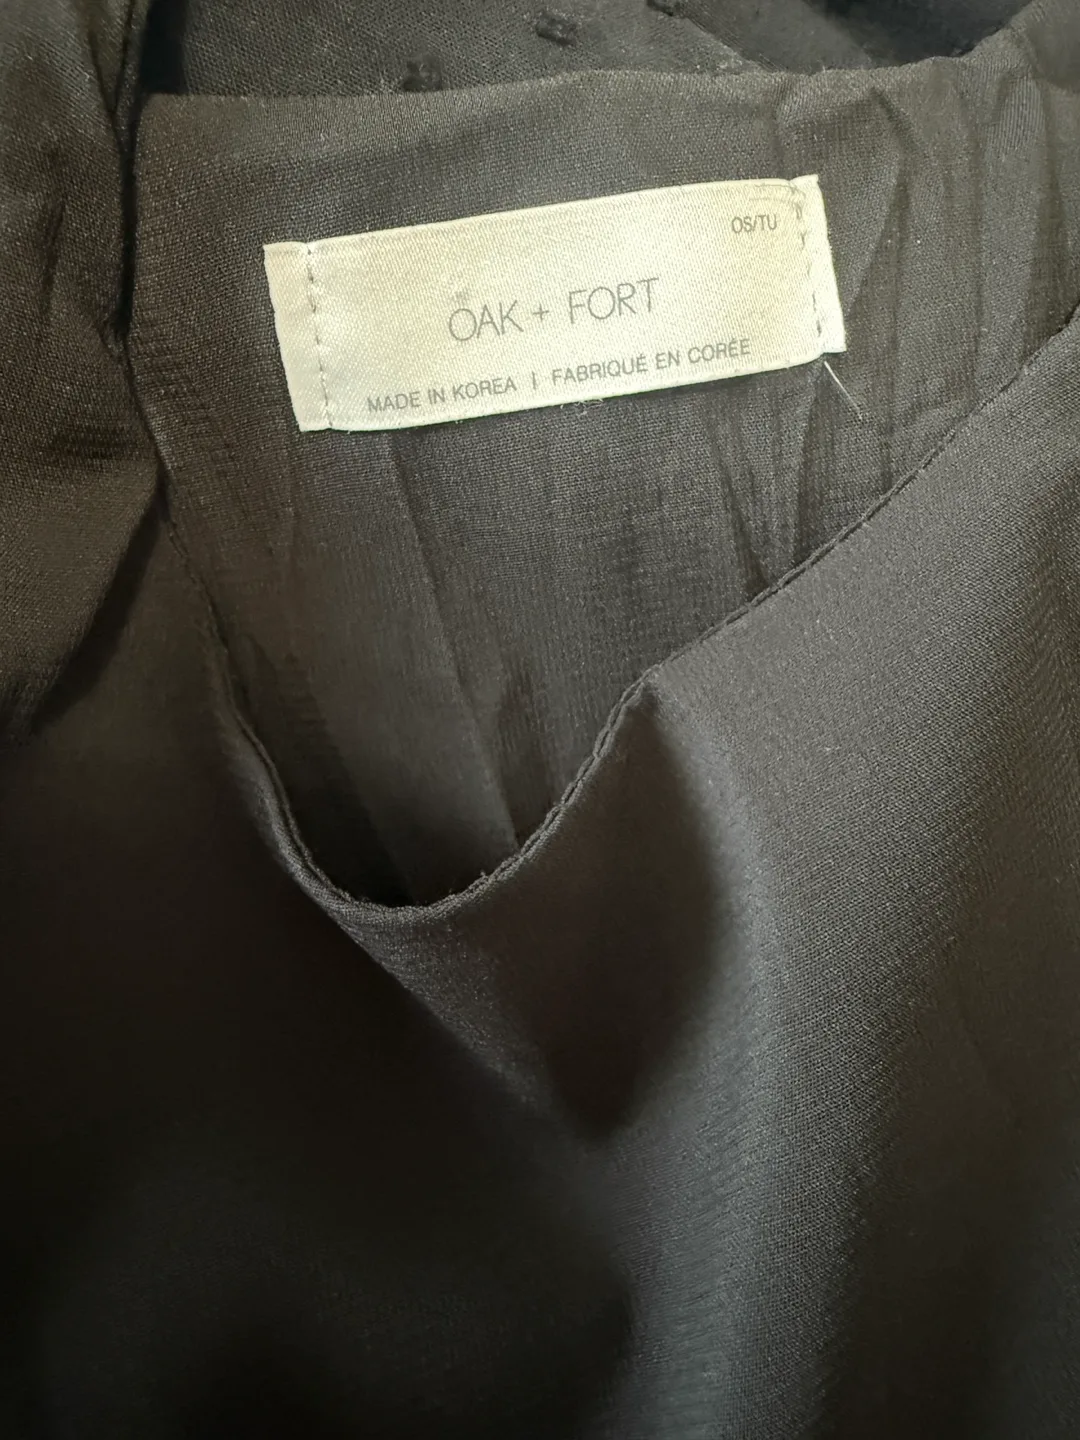 OS/TU
OAK + FORT
MADE IN KOREA | FABRIQUÉ EN CORÉE